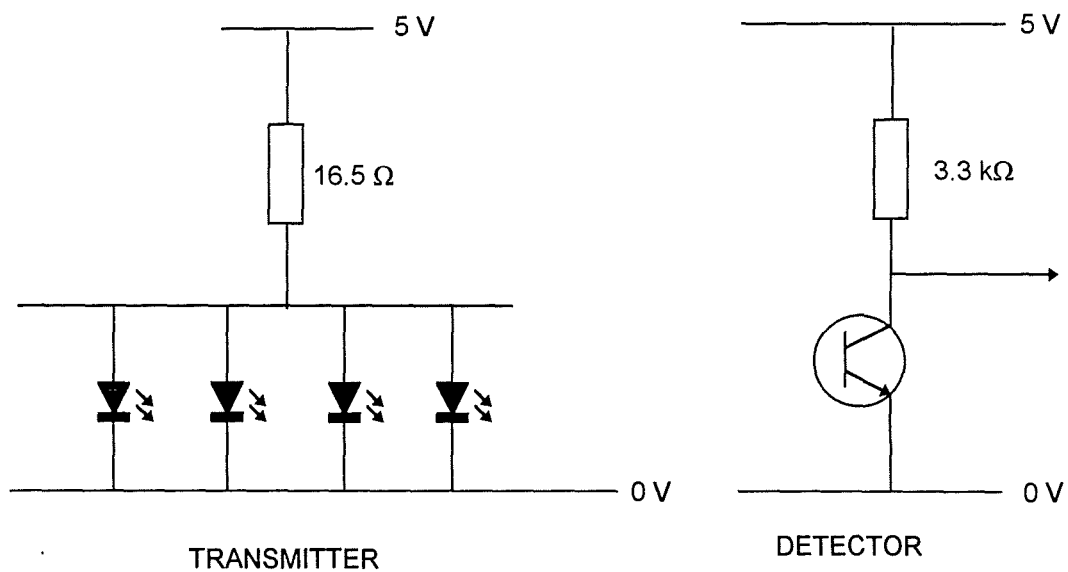 5 V
16.5 Ω
0 V
TRANSMITTER
5 V
3.3 kΩ
0 V
DETECTOR